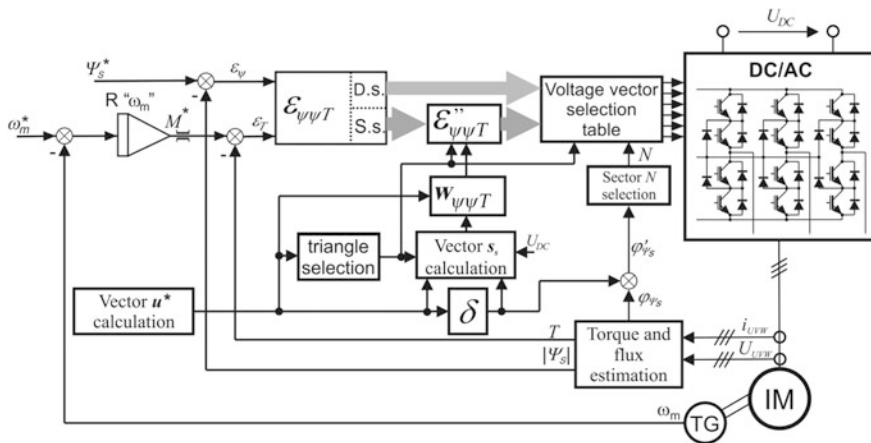 U_DC
DC/AC
Ψ_s*
ε_ψ
R "ω_m"
M*
ω_m*
ε_T
-
-
-
ε_ψψT
D.s.
S.s.
ε''_ψψT
Voltage vector
selection
table
N
Sector N
selection
w_ψψT
triangle
selection
Vector s_s
calculation
U_DC
φ'_Ψs
Vector u*
calculation
δ
φ_Ψs
T
|Ψ_s|
Torque and
flux
estimation
i_UVW
U_UVW
ω_m
TG
IM